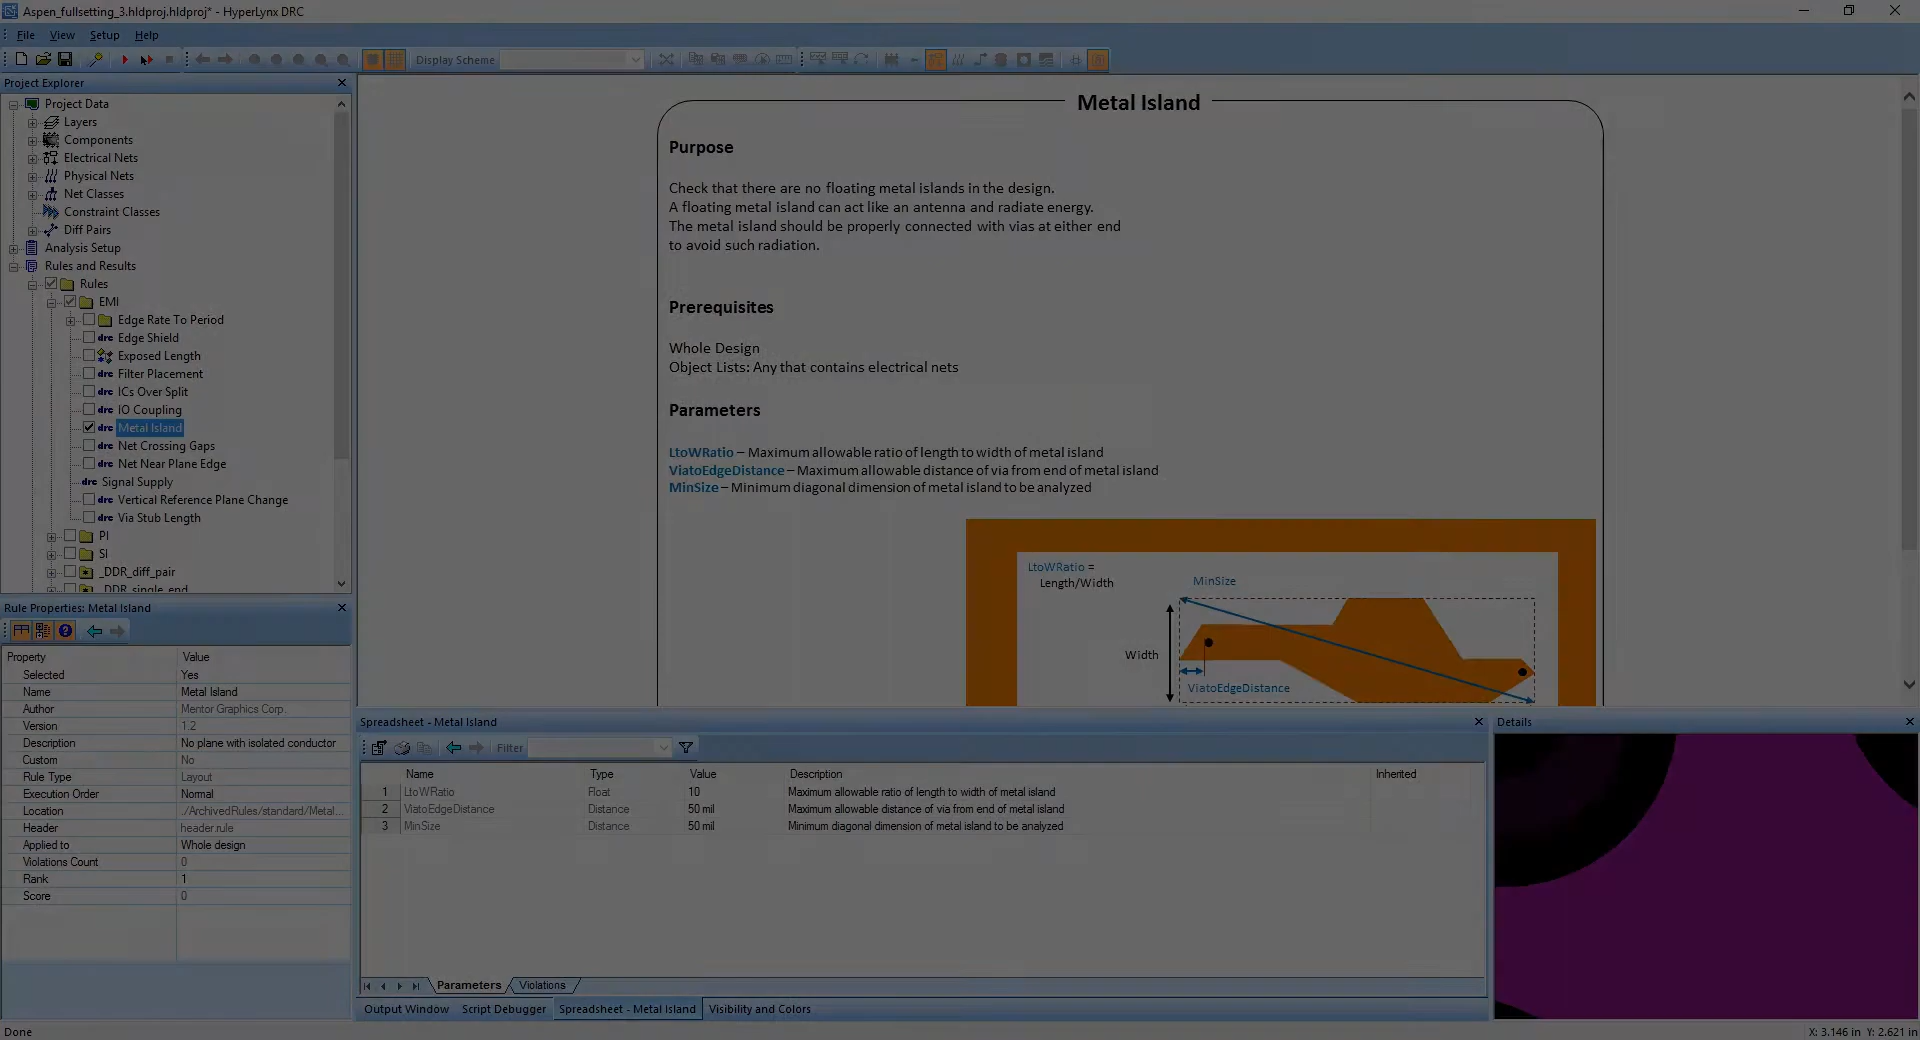 Aspen_fullsetting_3.hldproj.hldproj* - HyperLynx DRC
File View Setup Help
Display Scheme
Project Explorer
Project Data
Layers
Components
Electrical Nets
Physical Nets
Net Classes
Constraint Classes
Diff Pairs
Analysis Setup
Rules and Results
Rules
EMI
Edge Rate To Period
drc Edge Shield
Exposed Length
drc Filter Placement
drc ICs Over Split
drc IO Coupling
drc Metal Island
drc Net Crossing Gaps
drc Net Near Plane Edge
drc Signal Supply
drc Vertical Reference Plane Change
drc Via Stub Length
PI
SI
_DDR_diff_pair
_DDR_single_end
Rule Properties: Metal Island
Property Value
Selected Yes
Name Metal Island
Author Mentor Graphics Corp.
Version 1.2
Description No plane with isolated conductor
Custom No
Rule Type Layout
Execution Order Normal
Location ./ArchivedRules/standard/Metal...
Header header.rule
Applied to Whole design
Violations Count 0
Rank 1
Score 0
Metal Island
Purpose
Check that there are no floating metal islands in the design.
A floating metal island can act like an antenna and radiate energy.
The metal island should be properly connected with vias at either end
to avoid such radiation.
Prerequisites
Whole Design
Object Lists: Any that contains electrical nets
Parameters
LtoWRatio – Maximum allowable ratio of length to width of metal island
ViatoEdgeDistance – Maximum allowable distance of via from end of metal island
MinSize – Minimum diagonal dimension of metal island to be analyzed
LtoWRatio =
Length/Width
MinSize
Width
ViatoEdgeDistance
Spreadsheet - Metal Island
Filter
Name Type Value Description Inherited
1 LtoWRatio Float 10 Maximum allowable ratio of length to width of metal island
2 ViatoEdgeDistance Distance 50 mil Maximum allowable distance of via from end of metal island
3 MinSize Distance 50 mil Minimum diagonal dimension of metal island to be analyzed
Parameters Violations
Output Window Script Debugger Spreadsheet - Metal Island Visibility and Colors
Details
Done
X: 3.146 in Y: 2.621 in